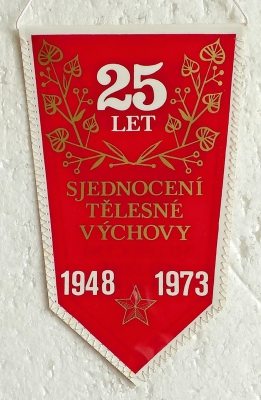 25
LET
SJEDNOCENÍ
TĚLESNÉ
VÝCHOVY
1948 1973